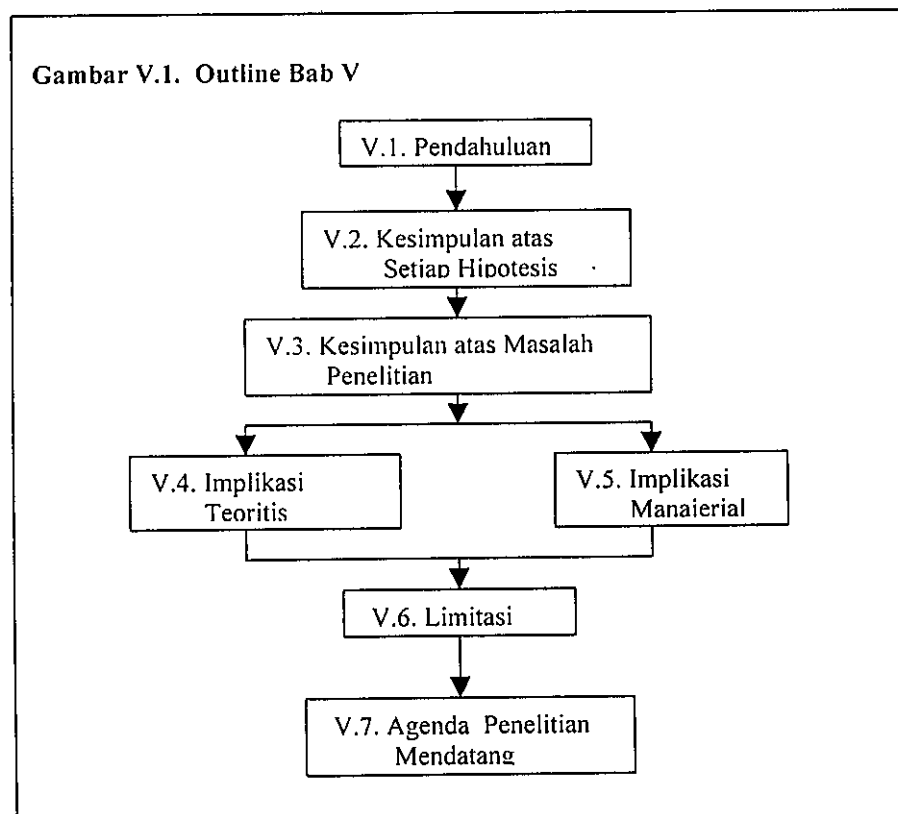 Gambar V.1. Outline Bab V
V.1. Pendahuluan
V.2. Kesimpulan atas
Setiap Hipotesis
V.3. Kesimpulan atas Masalah
Penelitian
V.4. Implikasi
Teoritis
V.5. Implikasi
Manajerial
V.6. Limitasi
V.7. Agenda Penelitian
Mendatang